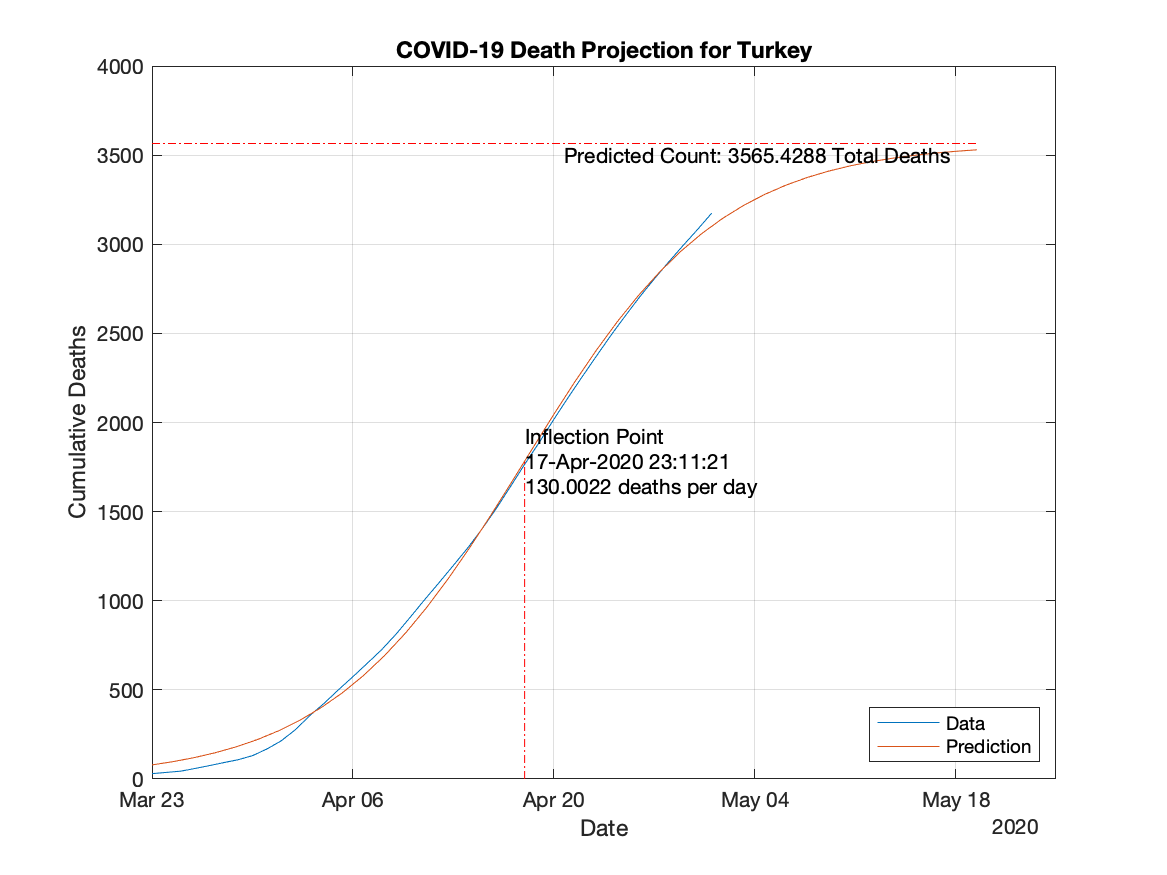 COVID-19 Death Projection for Turkey
4000
3500
3000
2500
2000
1500
1000
500
0
Cumulative Deaths
Predicted Count: 3565.4288 Total Deaths
Inflection Point
17-Apr-2020 23:11:21
130.0022 deaths per day
Data
Prediction
Mar 23
Apr 06
Apr 20
May 04
May 18
Date
2020